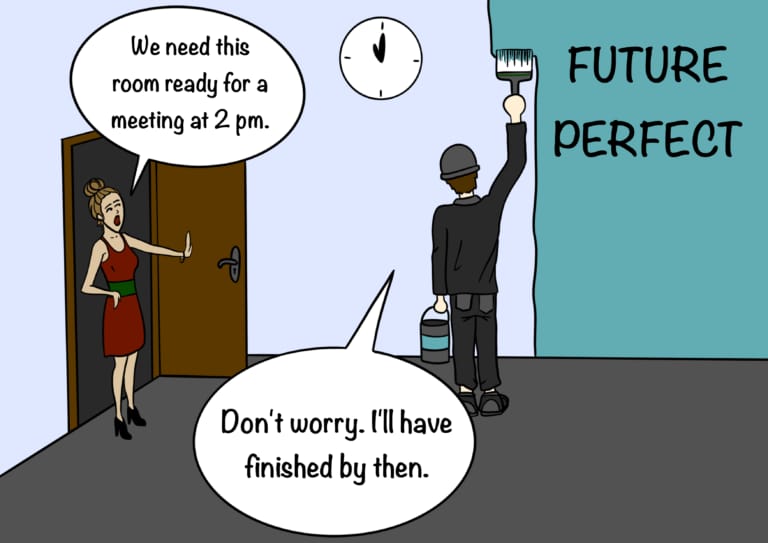 We need this
room ready for a
meeting at 2 pm.
FUTURE
PERFECT
Don't worry. I'll have
finished by then.